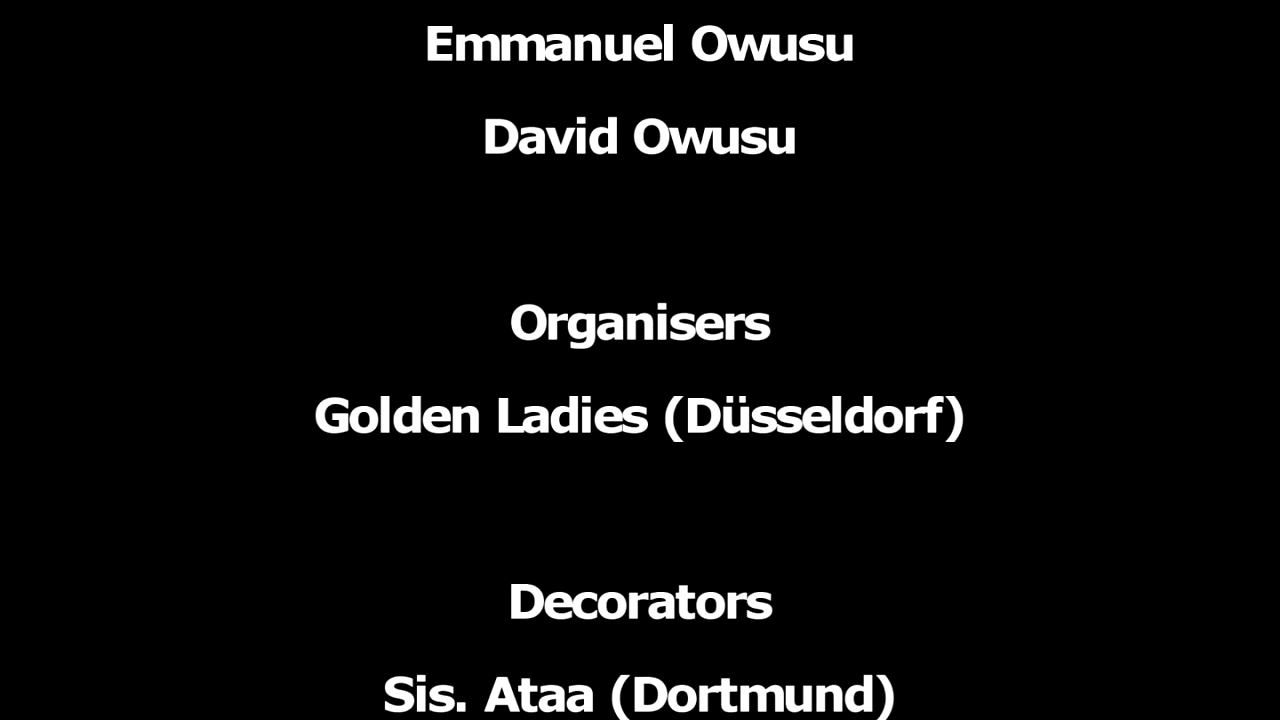 Emmanuel Owusu
David Owusu
Organisers
Golden Ladies (Düsseldorf)
Decorators
Sis. Ataa (Dortmund)